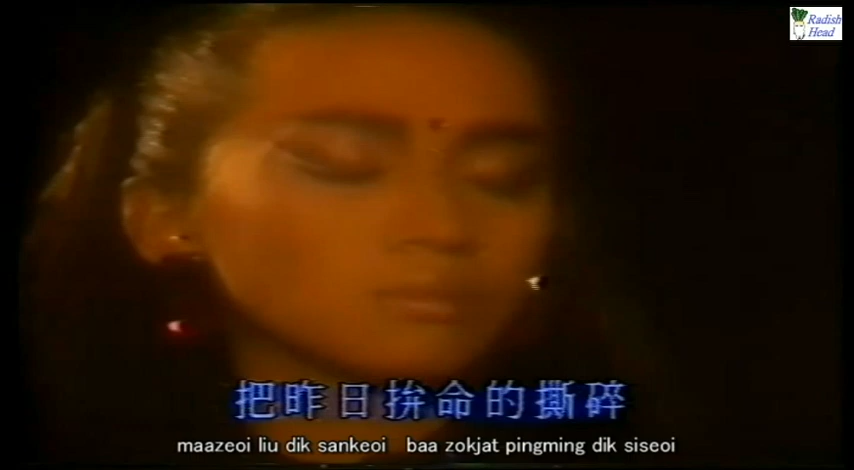 Radish
Head
把昨日拚命的撕碎
maazeoi liu dik sankeoi baa zokjat pingming dik siseoi